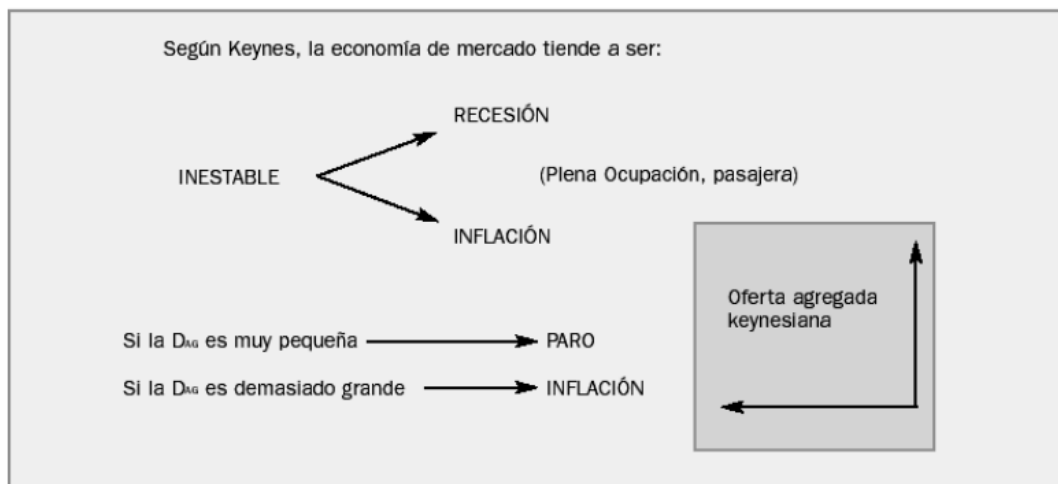 Según Keynes, la economía de mercado tiende a ser:
RECESIÓN
INESTABLE
(Plena Ocupación, pasajera)
INFLACIÓN
Oferta agregada
keynesiana
Si la DAG es muy pequeña
PARO
Si la DAG es demasiado grande
INFLACIÓN